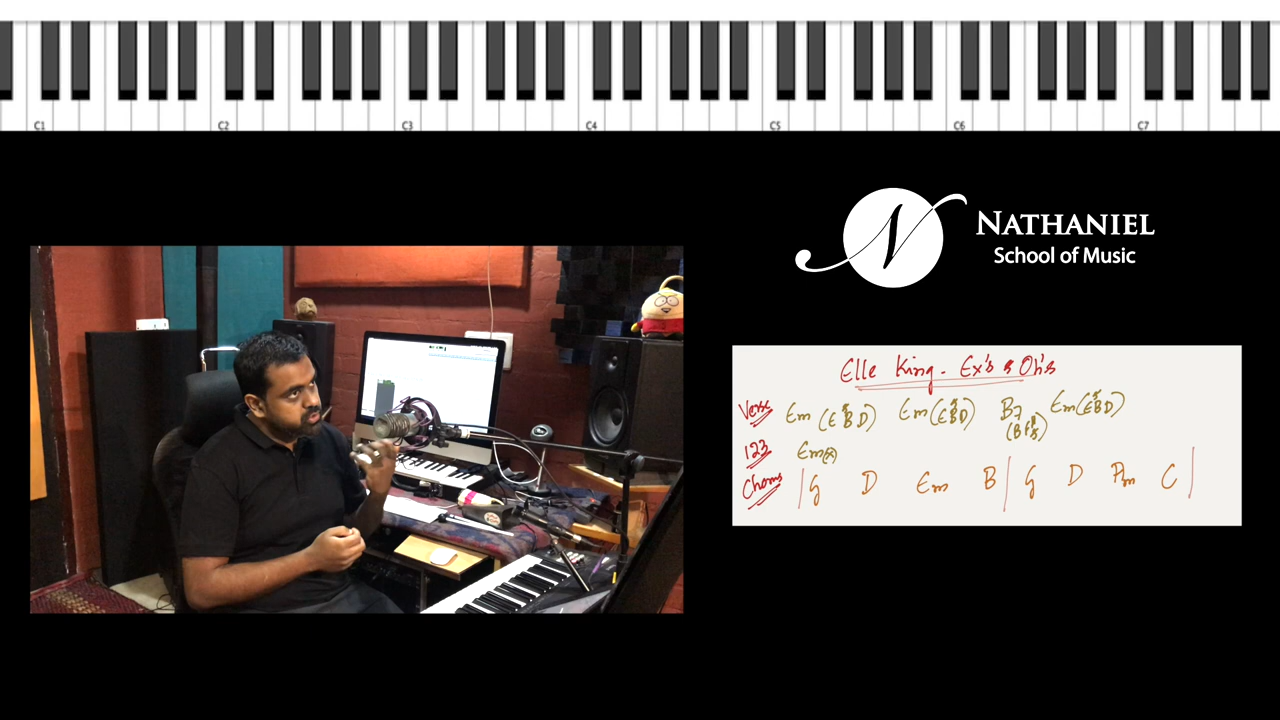 C1 C2 C3 C4 C5 C6 C7
NATHANIEL
School of Music
Elle King - Ex's & Oh's
Verse Em (E B D) Em (E B D) B7 Em (E B D)
123 Em
Chorus | G D Em B | G D Am C |